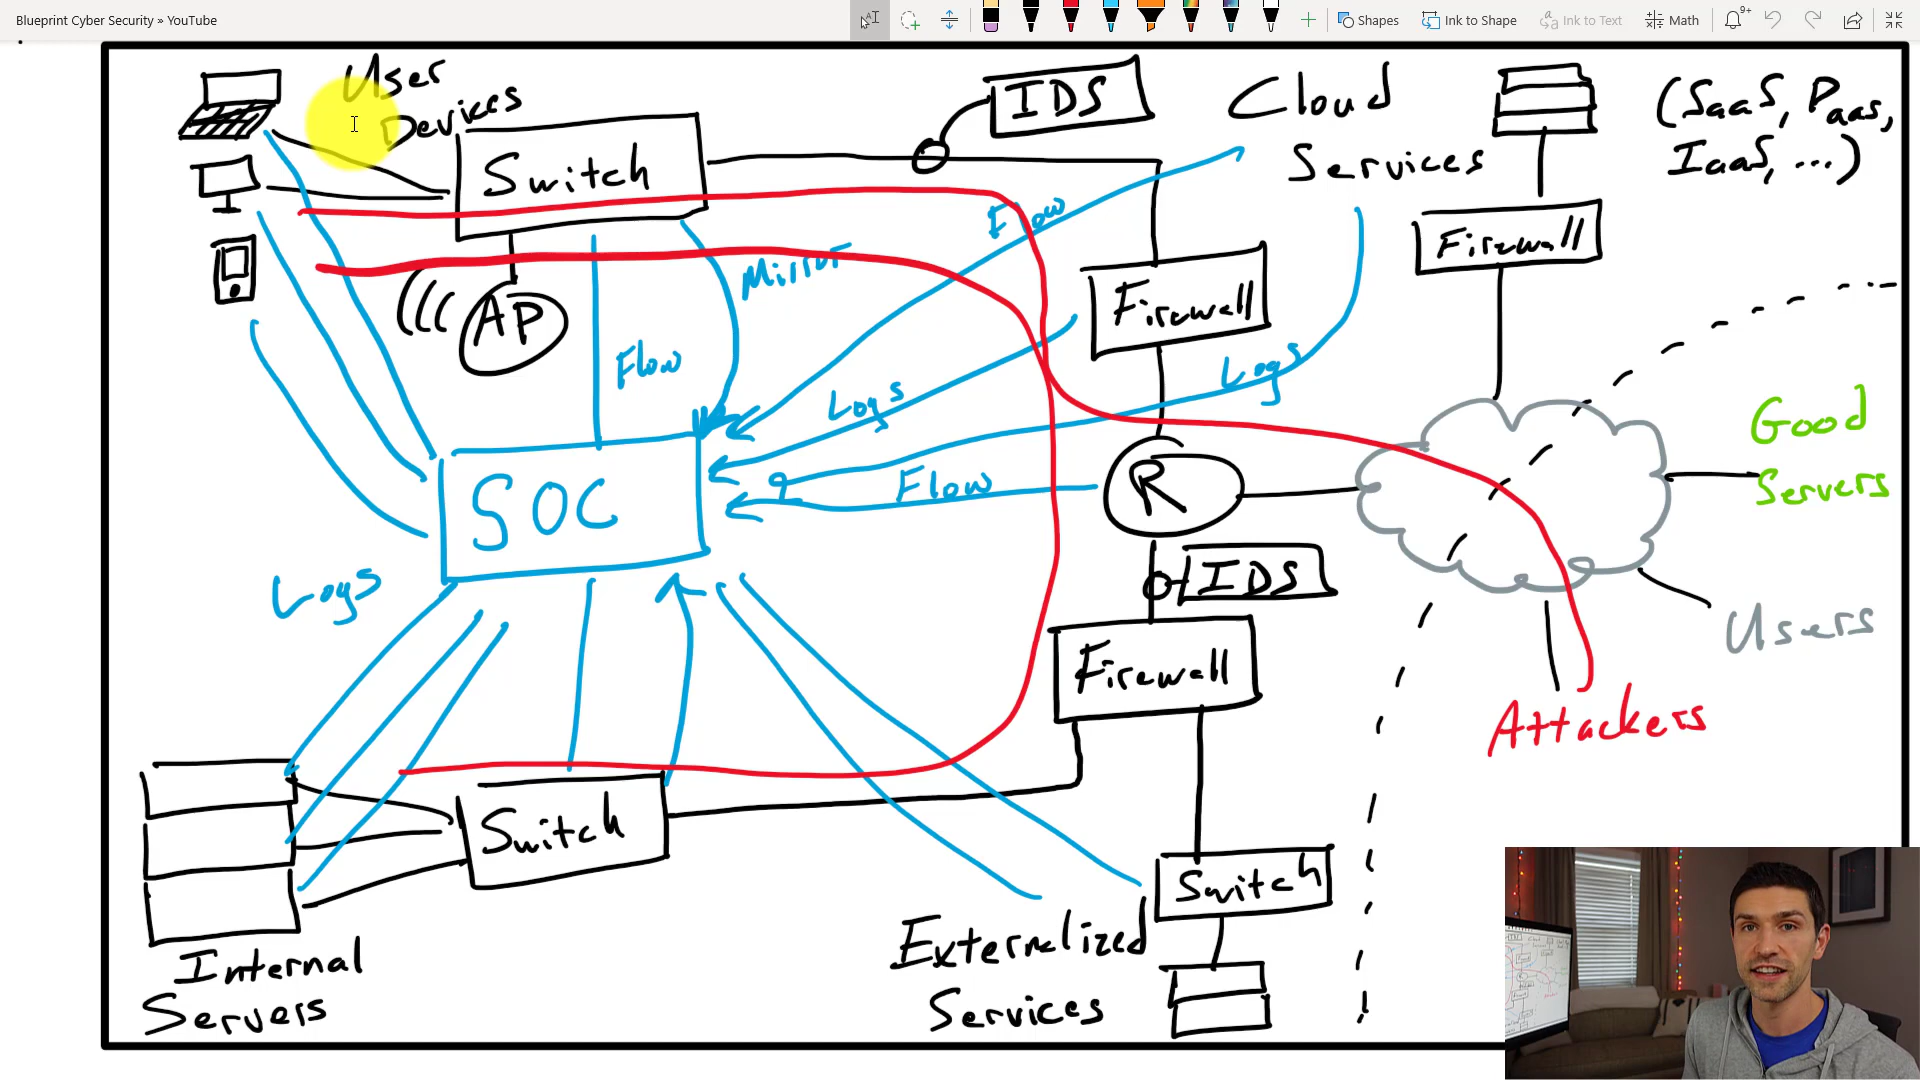 Blueprint Cyber Security » YouTube
Shapes
Ink to Shape
Ink to Text
Math
9+
User
Devices
Switch
IDS
Cloud
Services
(SaaS, Paas,
IaaS, ...)
Firewall
Flow
Mirror
AP
Firewall
Flow
Logs
Logs
Good
Servers
SOC
Flow
R
IDS
Logs
Users
Firewall
Attackers
Switch
Switch
Externalized
Services
Internal
Servers